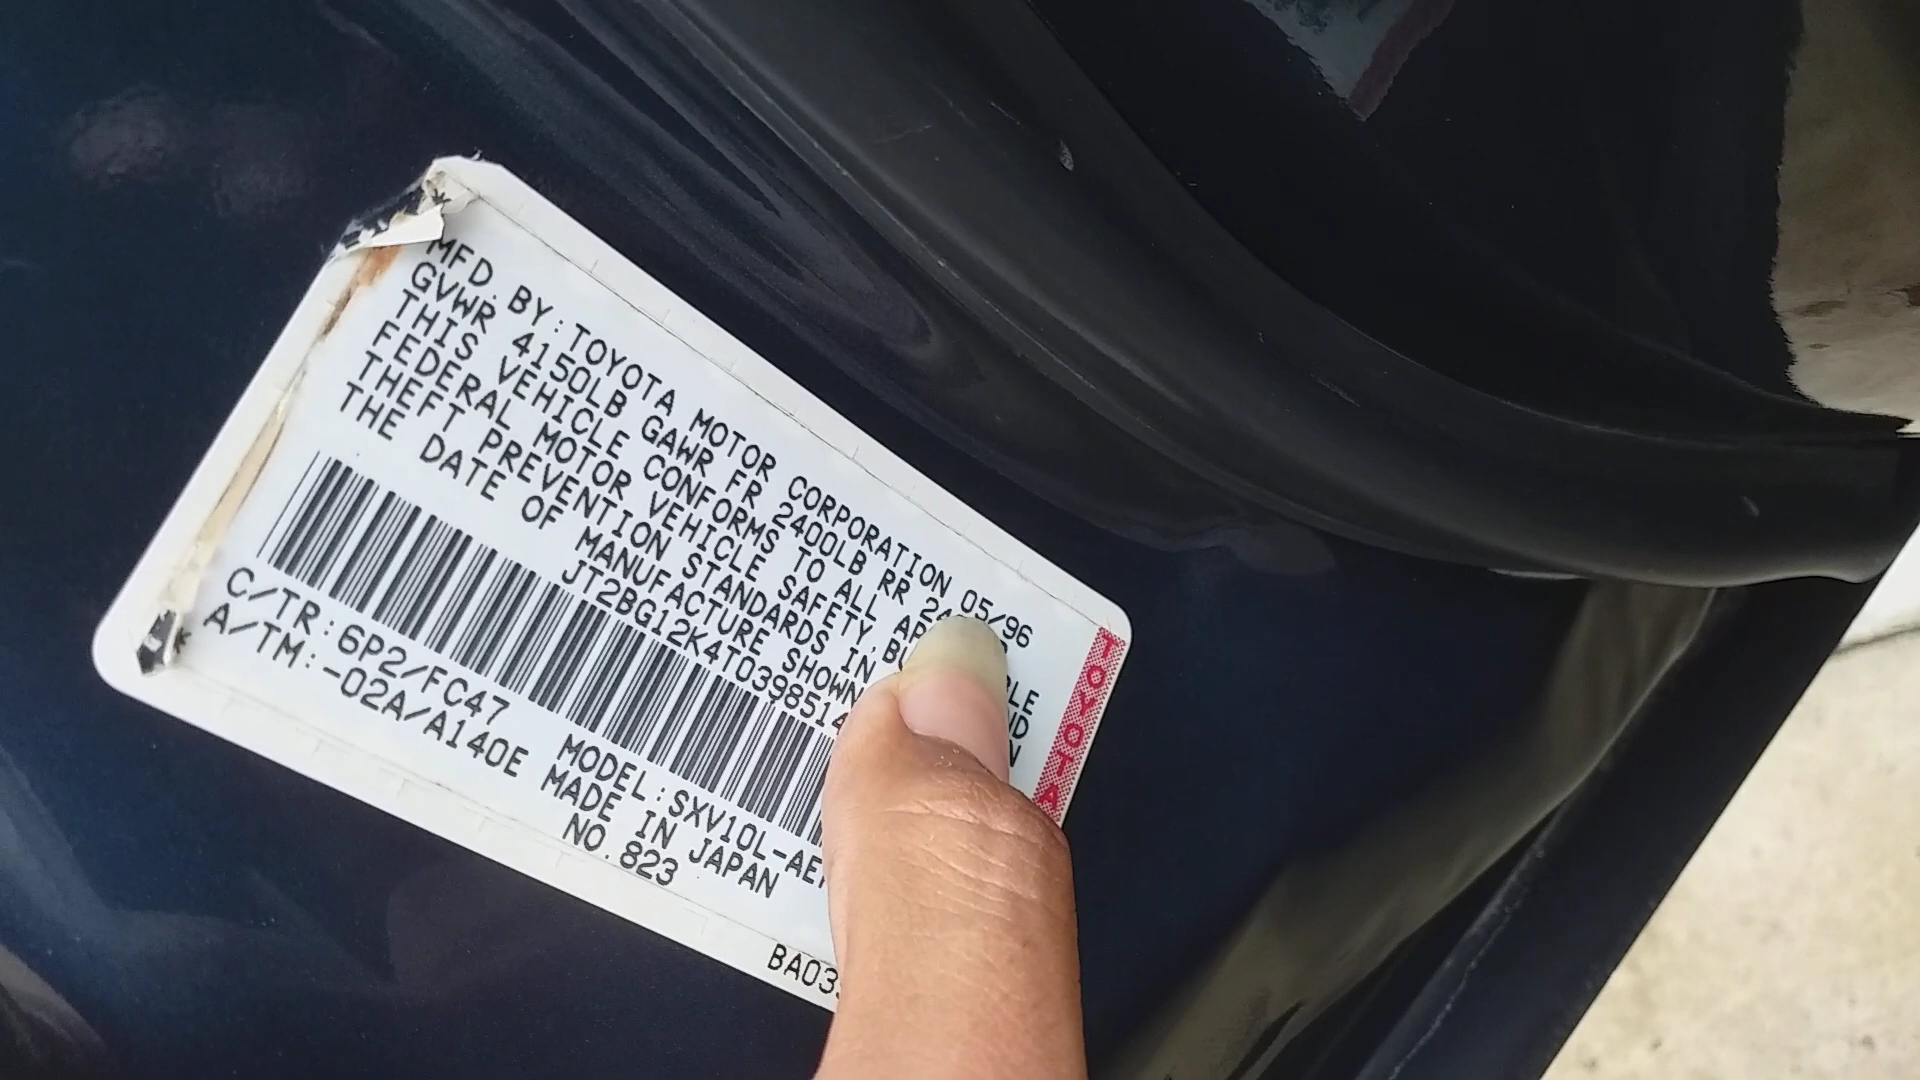 MFD. BY: TOYOTA MOTOR CORPORATION 05/96
GVWR 4150LB GAWR FR 2400LB RR
THIS VEHICLE CONFORMS TO ALL
FEDERAL MOTOR VEHICLE SAFETY,
THEFT PREVENTION STANDARDS IN
THE DATE OF MANUFACTURE SHOWN
JT2BG12K4T0398514
C/TR:6P2/FC47 MODEL:SXV10L-AE
A/TM:-02A/A140E MADE IN JAPAN
NO.823
TOYOTA
BA03